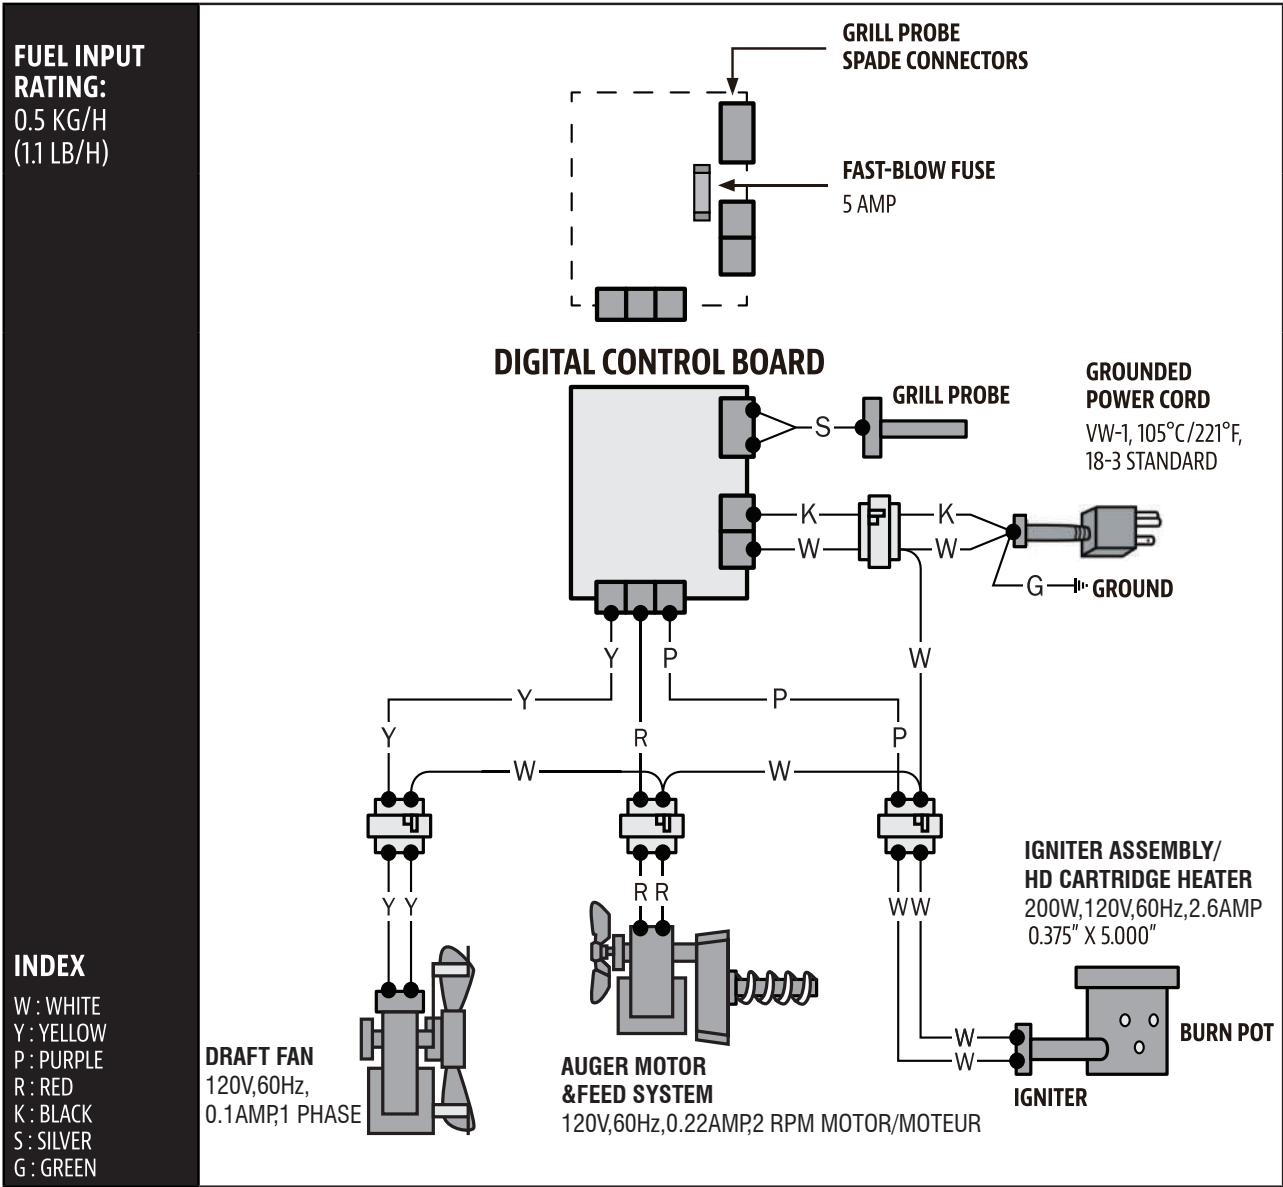 FUEL INPUT
RATING:
0.5 KG/H
(1.1 LB/H)
GRILL PROBE
SPADE CONNECTORS
FAST-BLOW FUSE
5 AMP
DIGITAL CONTROL BOARD
GRILL PROBE
S
GROUNDED
POWER CORD
VW-1, 105°C/221°F,
18-3 STANDARD
K K
W W
G GROUND
Y P W
Y P
Y R P
W W
Y Y
R R
W W
IGNITER ASSEMBLY/
HD CARTRIDGE HEATER
200W,120V,60Hz,2.6AMP
0.375" X 5.000"
W
W
BURN POT
IGNITER
DRAFT FAN
120V,60Hz,
0.1AMP,1 PHASE
AUGER MOTOR
&FEED SYSTEM
120V,60Hz,0.22AMP,2 RPM MOTOR/MOTEUR
INDEX
W : WHITE
Y : YELLOW
P : PURPLE
R : RED
K : BLACK
S : SILVER
G : GREEN